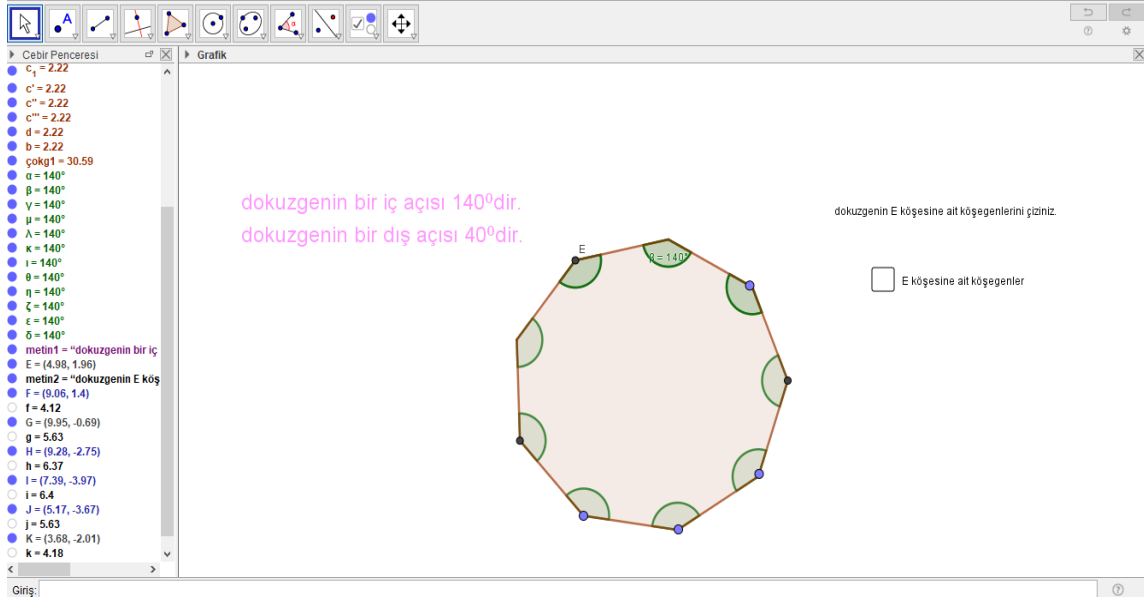 Cebir Penceresi
Grafik
c₁ = 2.22
c' = 2.22
c'' = 2.22
c''' = 2.22
d = 2.22
b = 2.22
çokg1 = 30.59
α = 140°
β = 140°
γ = 140°
μ = 140°
λ = 140°
κ = 140°
ι = 140°
θ = 140°
η = 140°
ζ = 140°
ε = 140°
δ = 140°
metin1 = “dokuzgenin bir iç
E = (4.98, 1.96)
metin2 = “dokuzgenin E köş
F = (9.06, 1.4)
f = 4.12
G = (9.95, -0.69)
g = 5.63
H = (9.28, -2.75)
h = 6.37
I = (7.39, -3.97)
i = 6.4
J = (5.17, -3.67)
j = 5.63
K = (3.68, -2.01)
k = 4.18
dokuzgenin bir iç açısı 140⁰dir.
dokuzgenin bir dış açısı 40⁰dir.
E
β = 140°
dokuzgenin E köşesine ait köşegenlerini çiziniz.
E köşesine ait köşegenler
Giriş: